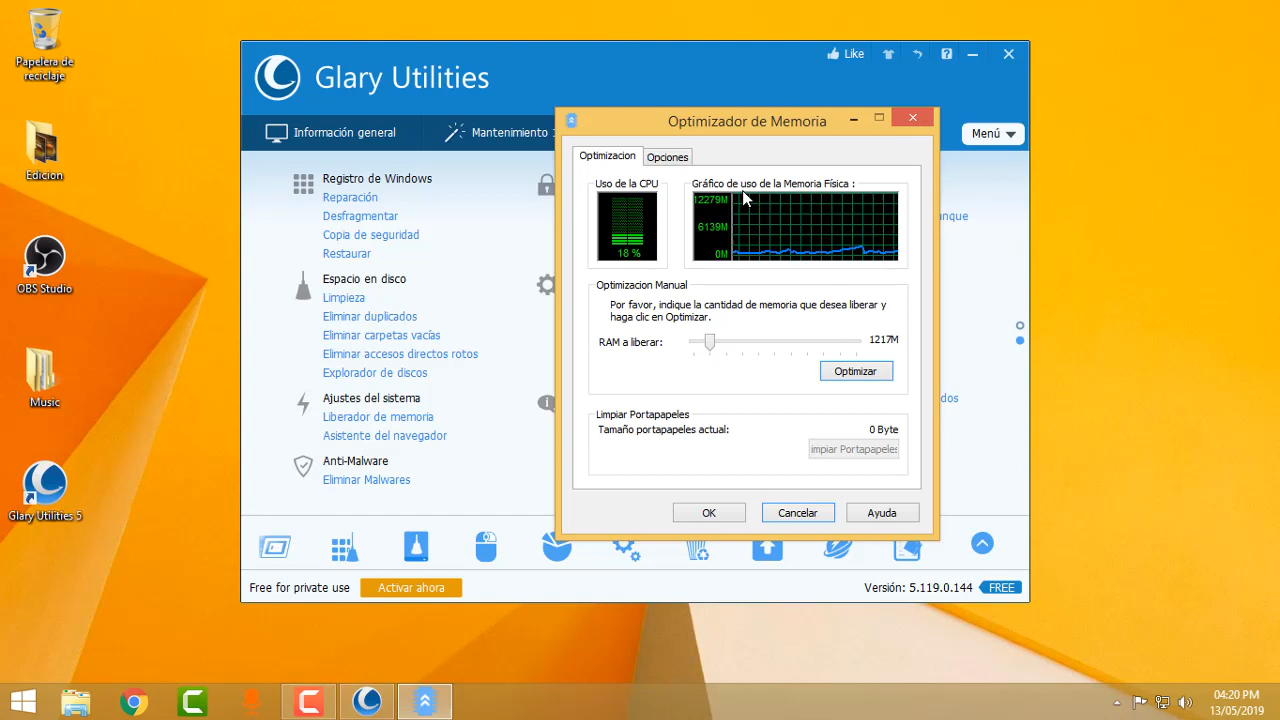 Papelera de
reciclaje
Edicion
OBS Studio
Music
Glary Utilities 5
Like
Glary Utilities
Información general
Mantenimiento
Menú
Registro de Windows
Reparación
Desfragmentar
Copia de seguridad
Restaurar
Espacio en disco
Limpieza
Eliminar duplicados
Eliminar carpetas vacías
Eliminar accesos directos rotos
Explorador de discos
Ajustes del sistema
Liberador de memoria
Asistente del navegador
Anti-Malware
Eliminar Malwares
anque
dos
Optimizador de Memoria
Optimizacion
Opciones
Uso de la CPU
18 %
Gráfico de uso de la Memoria Física :
12279M
6139M
0M
Optimizacion Manual
Por favor, indique la cantidad de memoria que desea liberar y
haga clic en Optimizar.
RAM a liberar:
1217M
Optimizar
Limpiar Portapapeles
Tamaño portapapeles actual:
0 Byte
impiar Portapapeles
OK
Cancelar
Ayuda
Free for private use
Activar ahora
Versión: 5.119.0.144
FREE
04:20 PM
13/05/2019